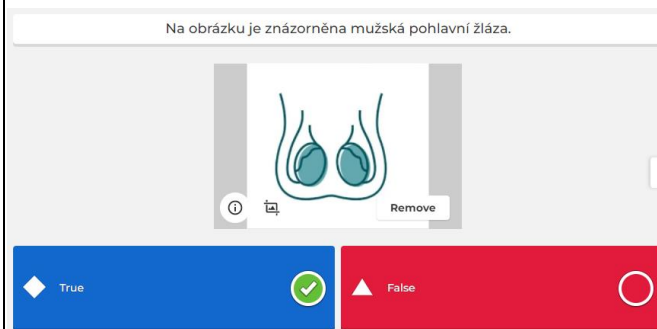 Na obrázku je znázorněna mužská pohlavní žláza.
Remove
True
False